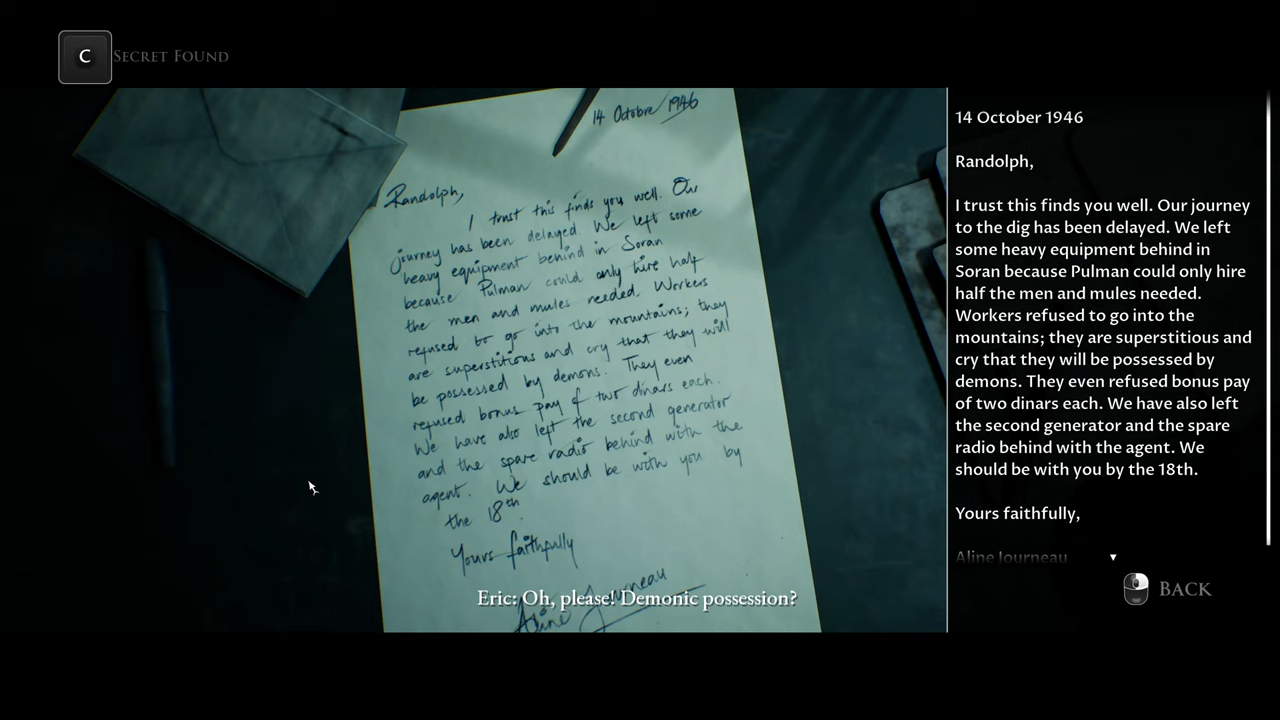 C
SECRET FOUND
14 Octobre 1946
Randolph,
I trust this finds you well. Our
journey has been delayed. We left some
heavy equipment behind in Soran
because Pulman could only hire half
the men and mules needed. Workers
refused to go into the mountains; they
are superstitious and cry that they will
be possessed by demons. They even
refused bonus pay of two dinars each.
We have also left the second generator
and the spare radio behind with the
agent. We should be with you by
the 18th
Yours faithfully
Aline Journeau
Eric: Oh, please! Demonic possession?
14 October 1946
Randolph,
I trust this finds you well. Our journey
to the dig has been delayed. We left
some heavy equipment behind in
Soran because Pulman could only hire
half the men and mules needed.
Workers refused to go into the
mountains; they are superstitious and
cry that they will be possessed by
demons. They even refused bonus pay
of two dinars each. We have also left
the second generator and the spare
radio behind with the agent. We
should be with you by the 18th.
Yours faithfully,
Aline Journeau
BACK